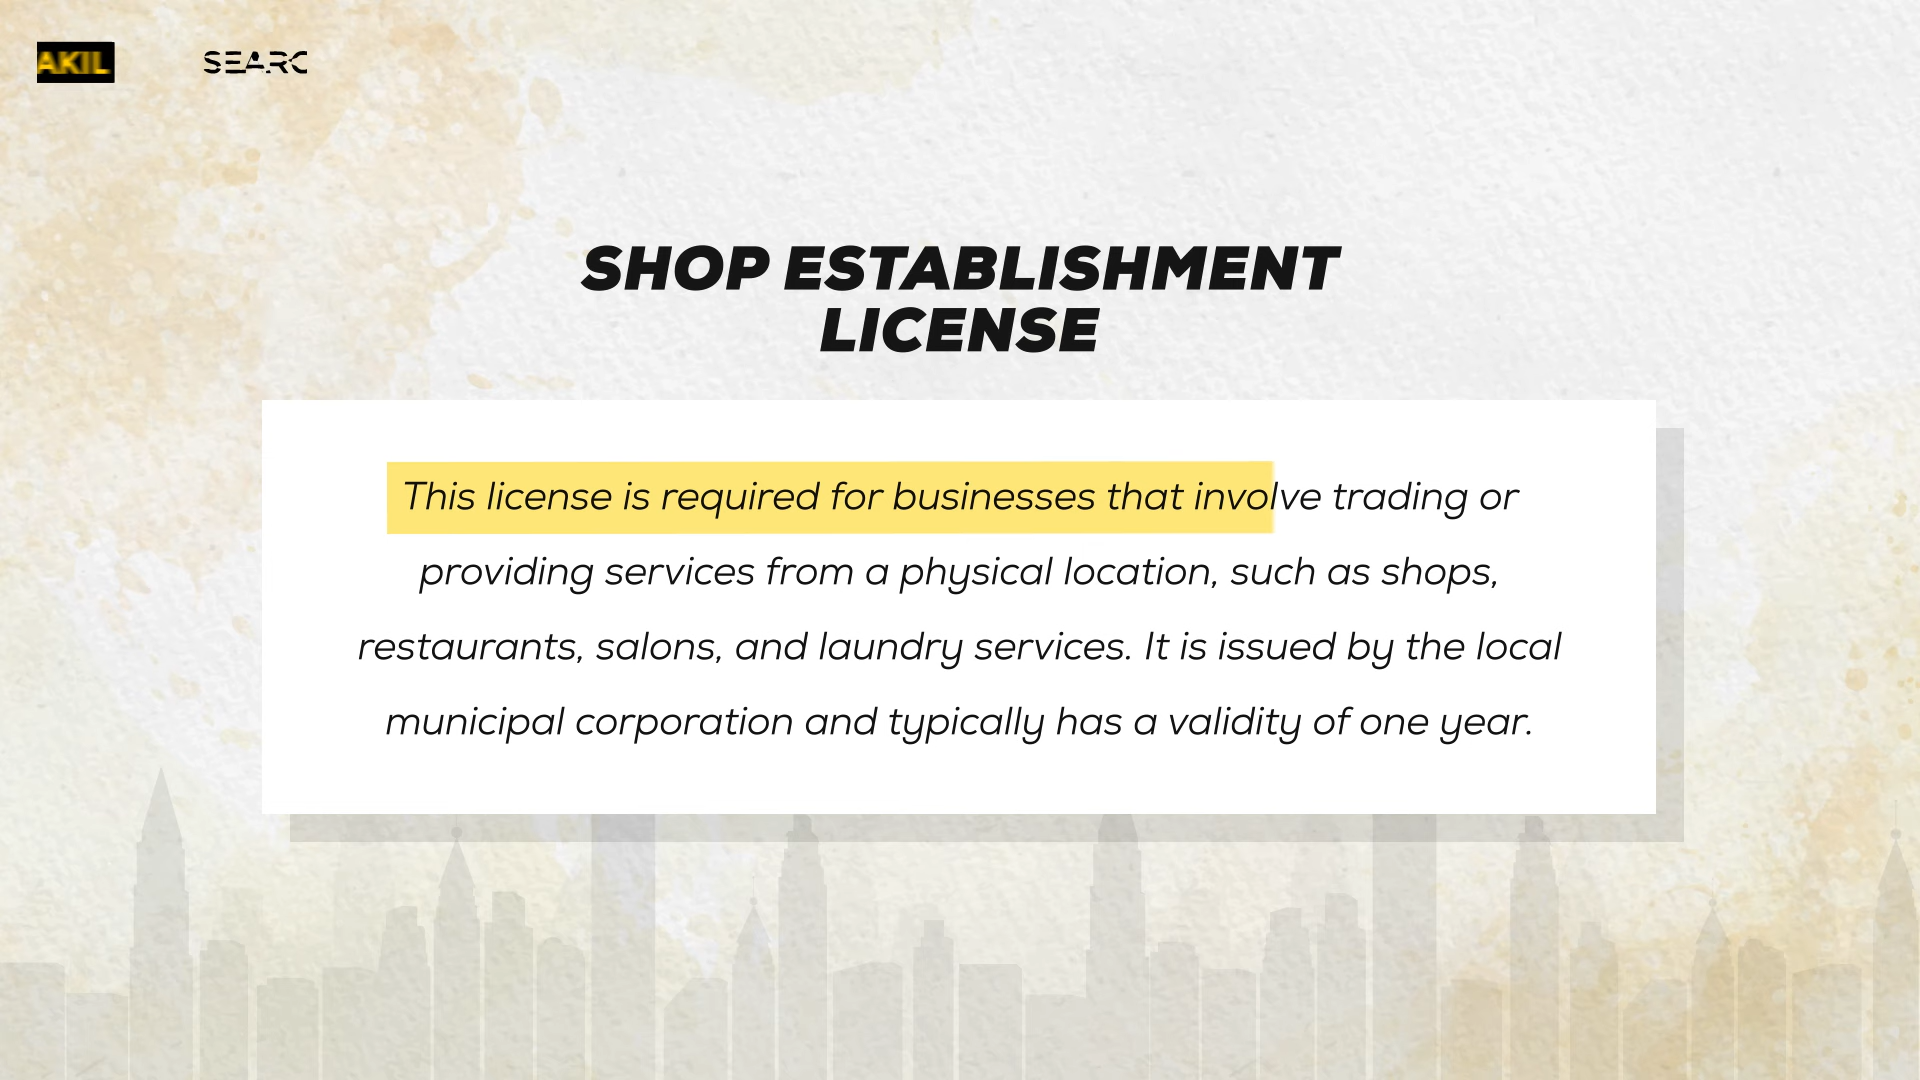 AKIL
SEARC
SHOP ESTABLISHMENT
LICENSE
This license is required for businesses that involve trading or
providing services from a physical location, such as shops,
restaurants, salons, and laundry services. It is issued by the local
municipal corporation and typically has a validity of one year.